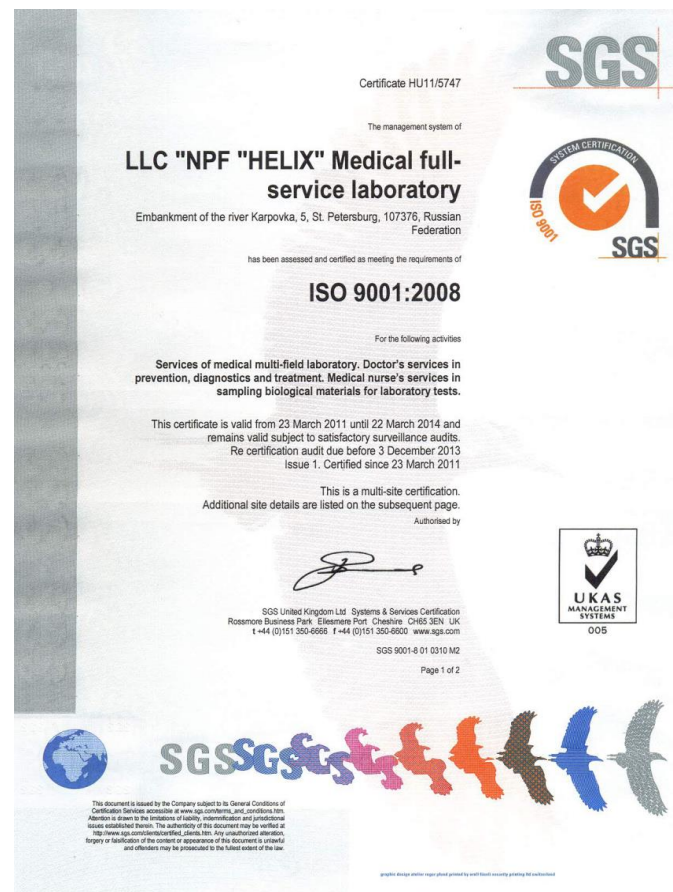 SGS
Certificate HU11/5747
The management system of
LLC "NPF "HELIX" Medical full-
service laboratory
Embankment of the river Karpovka, 5, St. Petersburg, 107376, Russian
Federation
has been assessed and certified as meeting the requirements of
ISO 9001:2008
For the following activities
Services of medical multi-field laboratory. Doctor's services in
prevention, diagnostics and treatment. Medical nurse's services in
sampling biological materials for laboratory tests.
This certificate is valid from 23 March 2011 until 22 March 2014 and
remains valid subject to satisfactory surveillance audits.
Re certification audit due before 3 December 2013
Issue 1. Certified since 23 March 2011
This is a multi-site certification.
Additional site details are listed on the subsequent page.
Authorised by
SGS United Kingdom Ltd Systems & Services Certification
Rossmore Business Park Ellesmere Port Cheshire CH65 3EN UK
t +44 (0)151 350-6666 f +44 (0)151 350-6600 www.sgs.com
SGS 9001-8 01 0310 M2
Page 1 of 2
SYSTEM CERTIFICATION
ISO 9001
SGS
UKAS
MANAGEMENT
SYSTEMS
005
SGSSGSSGS
This document is issued by the Company subject to its General Conditions of
Certification Services accessible at www.sgs.com/terms_and_conditions.htm.
Attention is drawn to the limitations of liability, indemnification and jurisdictional
issues established therein. The authenticity of this document may be verified at
http://www.sgs.com/clients/certified_clients.htm. Any unauthorized alteration,
forgery or falsification of the content or appearance of this document is unlawful
and offenders may be prosecuted to the fullest extent of the law.